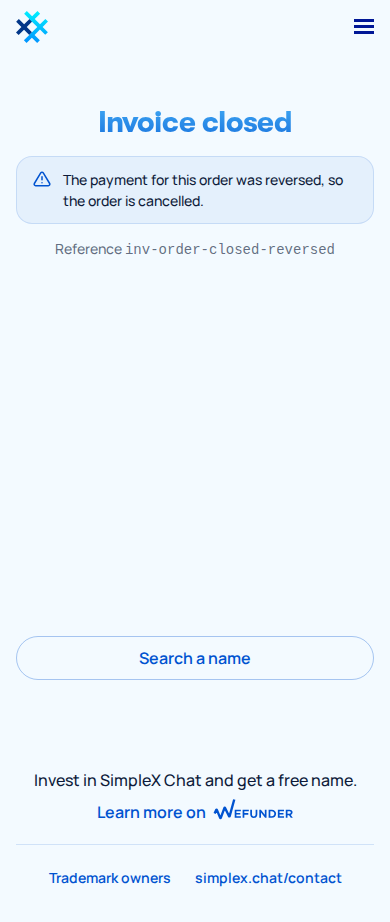 Invoice closed
The payment for this order was reversed, so
the order is cancelled.
Reference inv-order-closed-reversed
Search a name
Invest in SimpleX Chat and get a free name.
Learn more on WEFUNDER
Trademark owners simplex.chat/contact